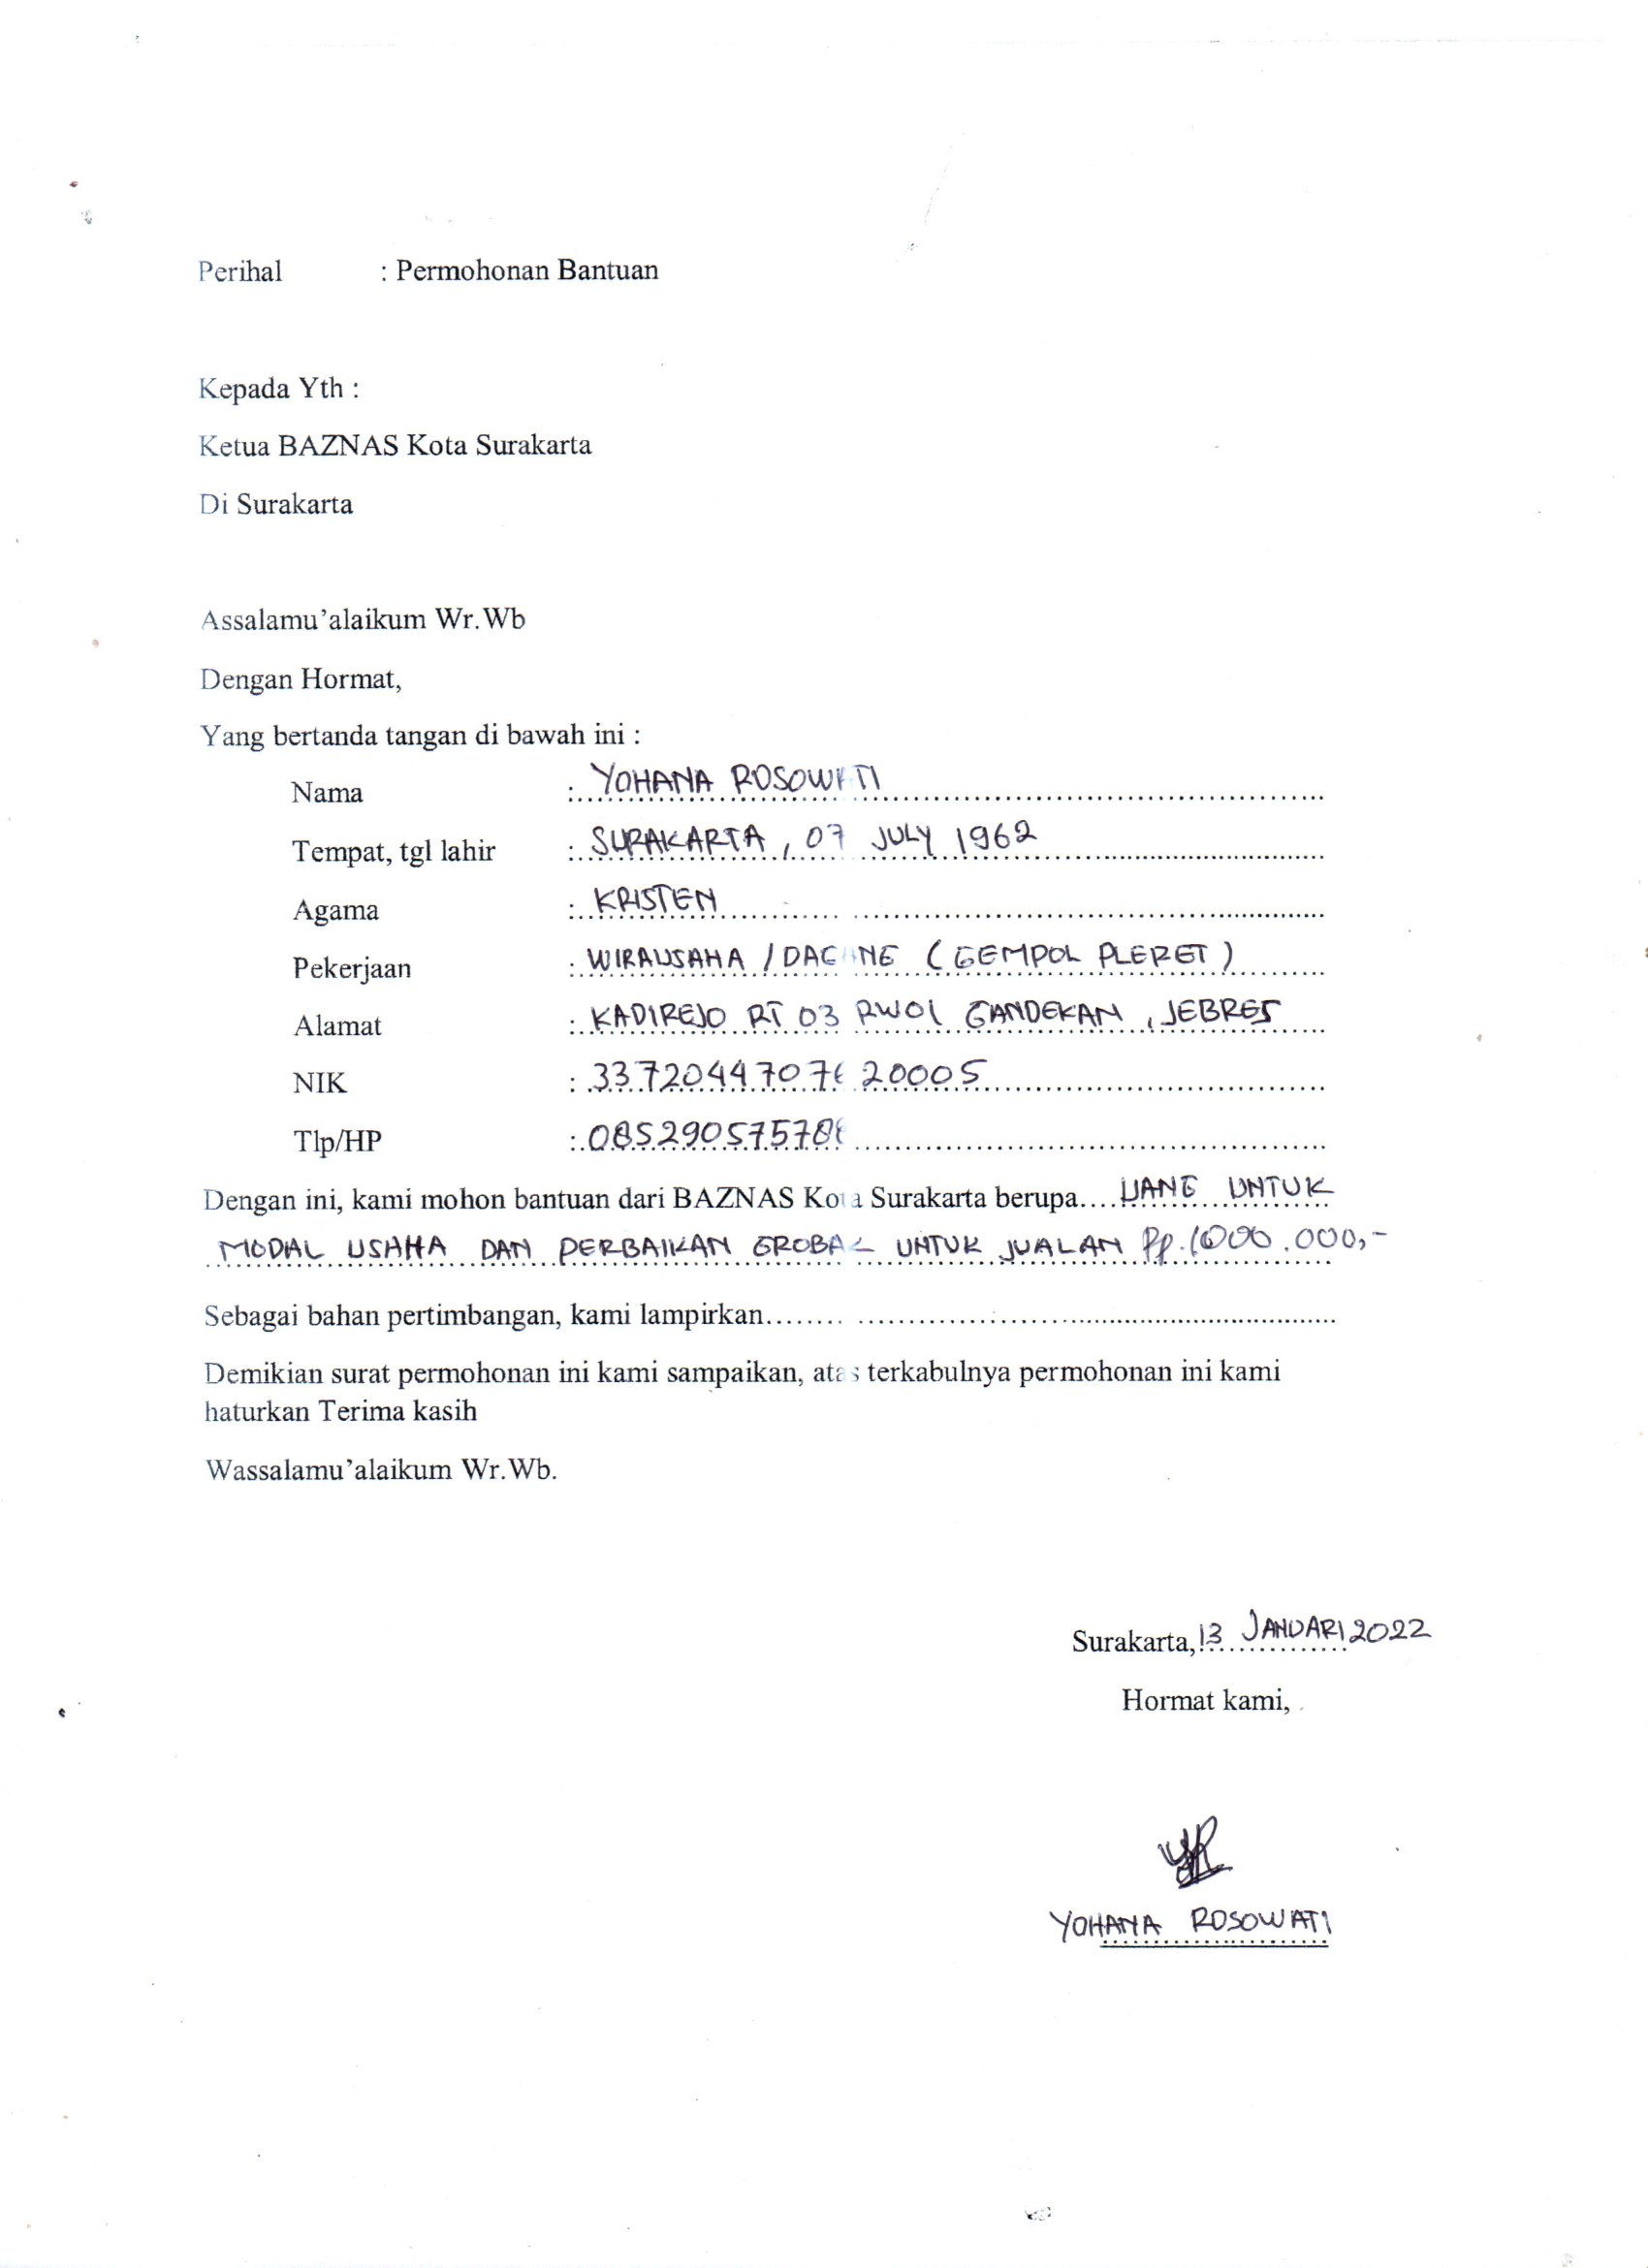 Perihal : Permohonan Bantuan
Kepada Yth :
Ketua BAZNAS Kota Surakarta
Di Surakarta
Assalamu'alaikum Wr.Wb
Dengan Hormat,
Yang bertanda tangan di bawah ini :
Nama : YOHANA ROSOWATI
Tempat, tgl lahir : SURAKARTA, 07 JULY 1962
Agama : KRISTEN
Pekerjaan : WIRAUSAHA / DAGANG (GEMPOL PLERET)
Alamat : KADIREJO RT 03 RW01 GANDEKAN, JEBRES
NIK : 3372044707620005
Tlp/HP :
Dengan ini, kami mohon bantuan dari BAZNAS Kota Surakarta berupa.... UANG UNTUK
MODAL USAHA DAN PERBAIKAN GROBAK UNTUK JUALAN Rp. 1000.000,-
Sebagai bahan pertimbangan, kami lampirkan........
Demikian surat permohonan ini kami sampaikan, atas terkabulnya permohonan ini kami
haturkan Terima kasih
Wassalamu'alaikum Wr.Wb.
Surakarta, 13 JANUARI 2022
Hormat kami,
YOHANA ROSOWATI